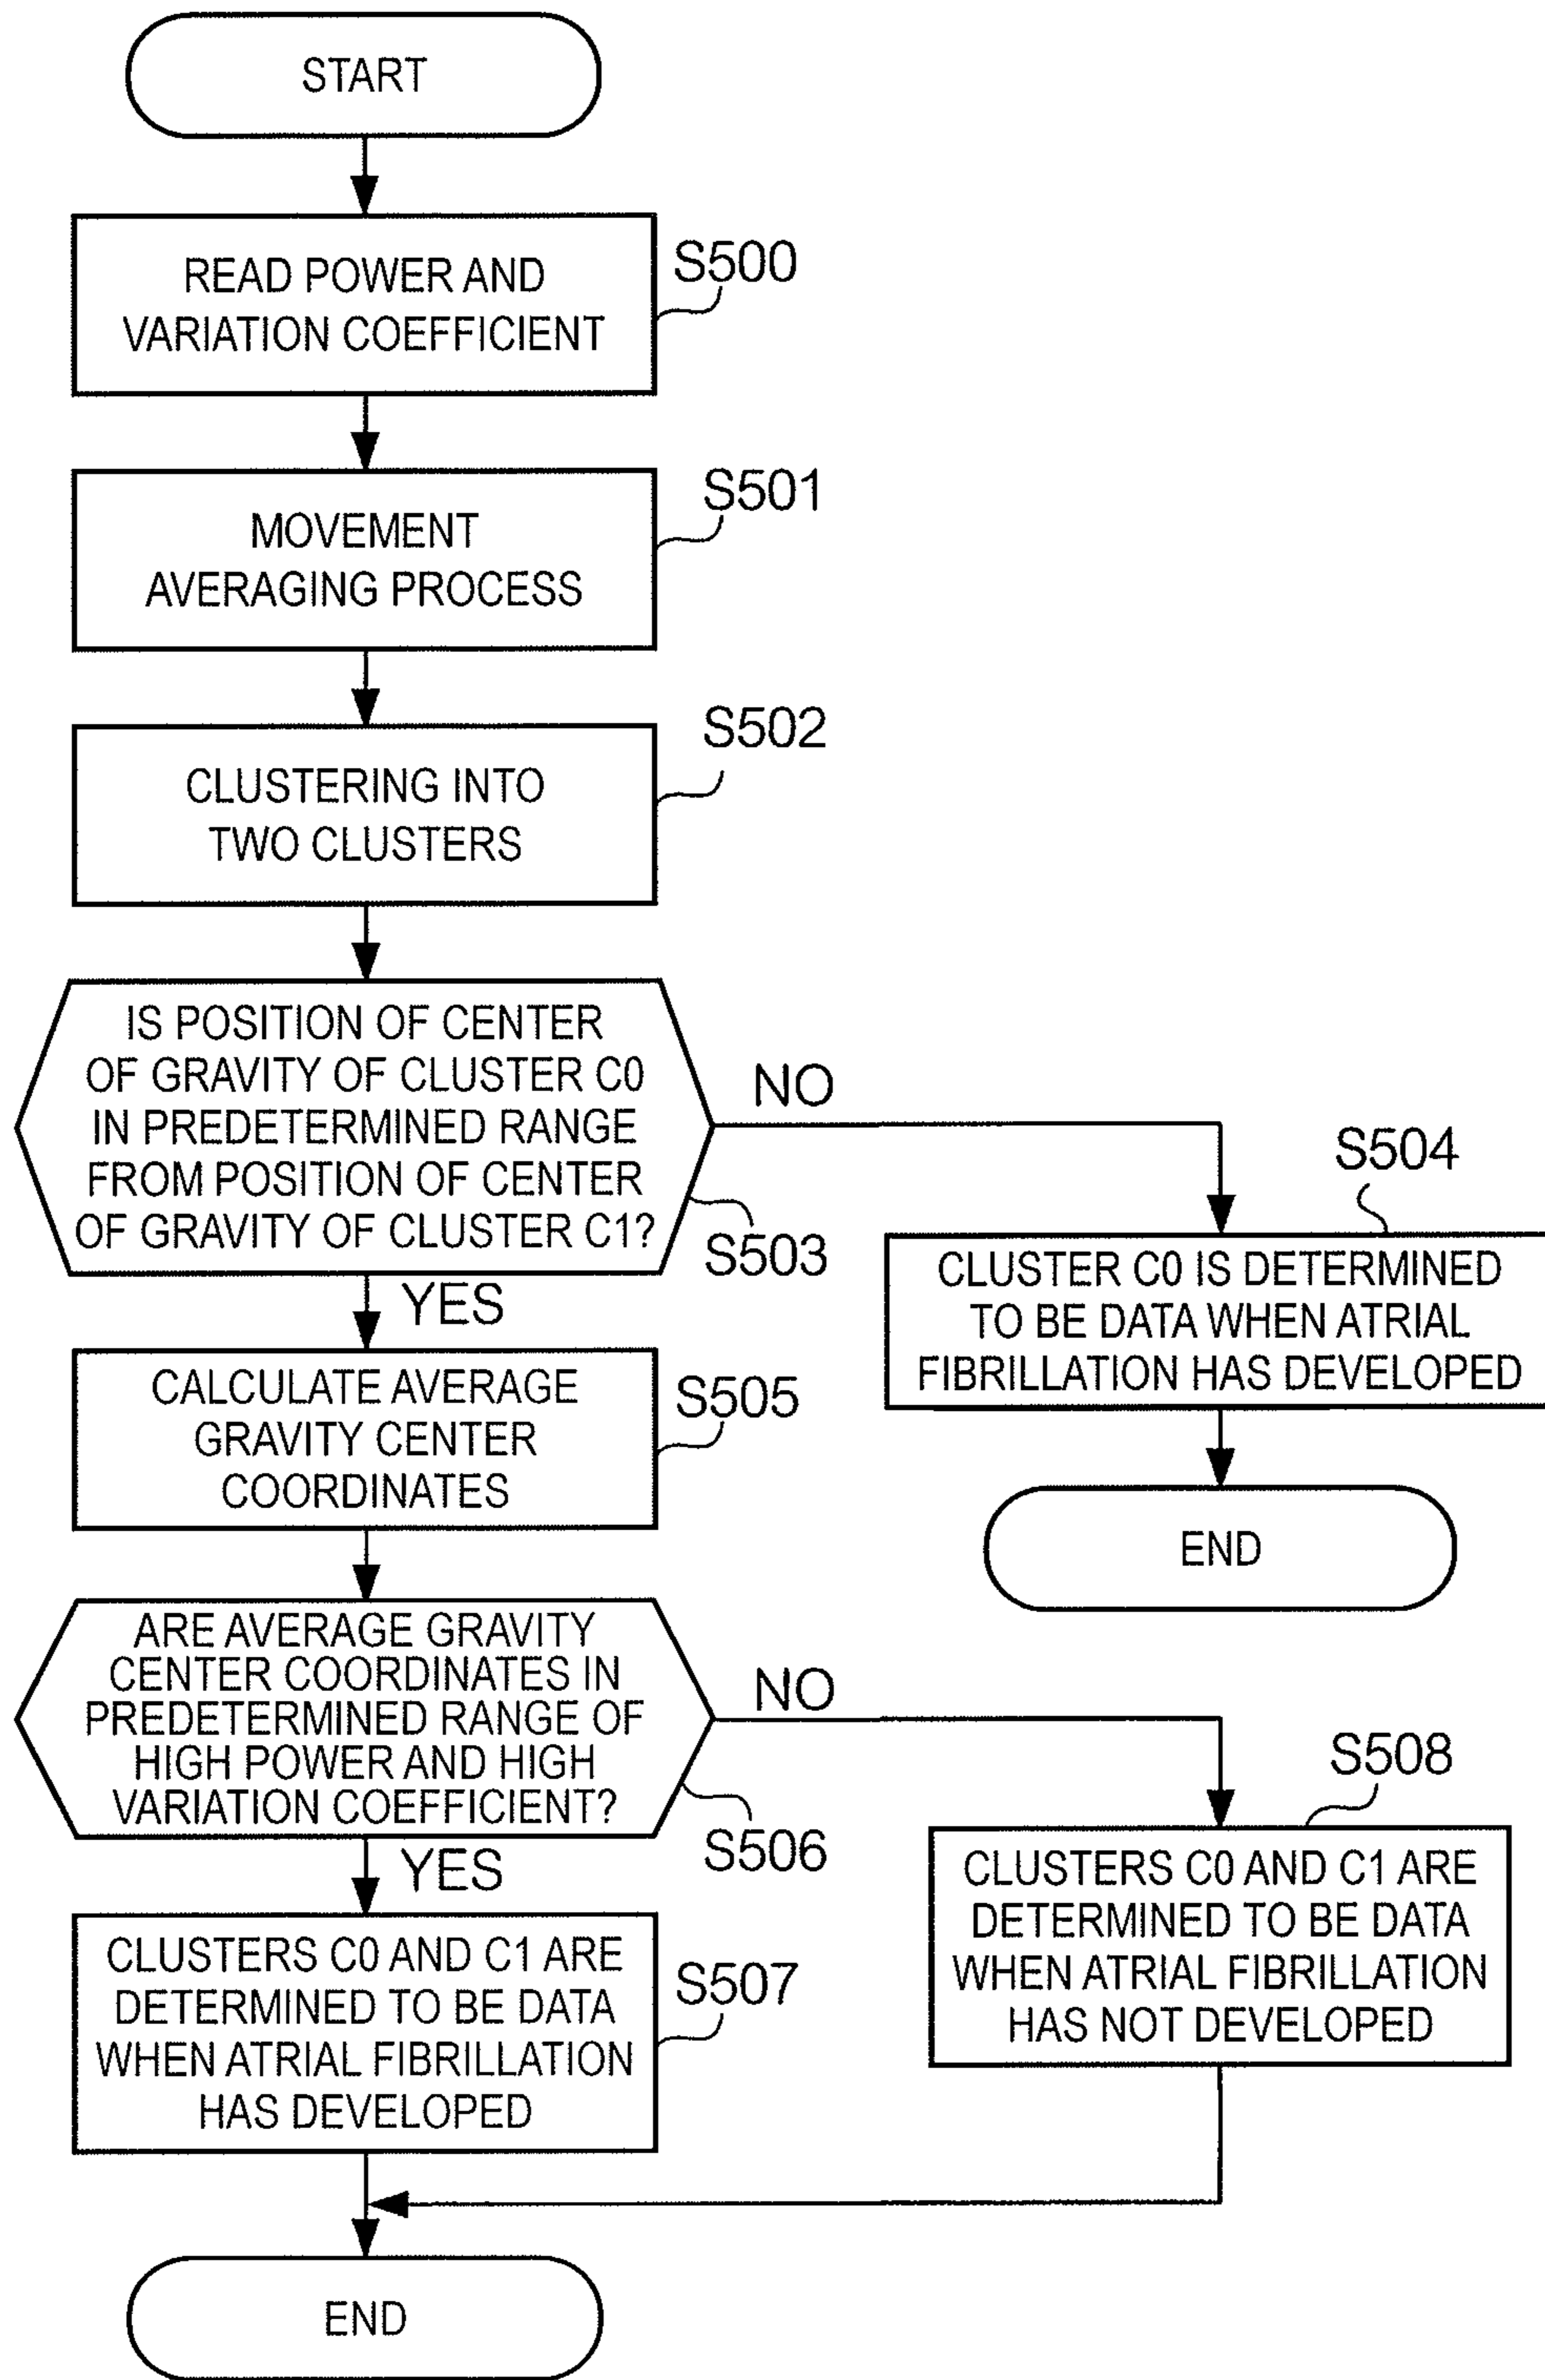 START
READ POWER AND
VARIATION COEFFICIENT
S500
MOVEMENT
AVERAGING PROCESS
S501
CLUSTERING INTO
TWO CLUSTERS
S502
IS POSITION OF CENTER
OF GRAVITY OF CLUSTER C0
IN PREDETERMINED RANGE
FROM POSITION OF CENTER
OF GRAVITY OF CLUSTER C1?
S503
NO
S504
CLUSTER C0 IS DETERMINED
TO BE DATA WHEN ATRIAL
FIBRILLATION HAS DEVELOPED
END
YES
CALCULATE AVERAGE
GRAVITY CENTER
COORDINATES
S505
ARE AVERAGE GRAVITY
CENTER COORDINATES IN
PREDETERMINED RANGE OF
HIGH POWER AND HIGH
VARIATION COEFFICIENT?
S506
NO
S508
CLUSTERS C0 AND C1 ARE
DETERMINED TO BE DATA
WHEN ATRIAL FIBRILLATION
HAS NOT DEVELOPED
YES
CLUSTERS C0 AND C1 ARE
DETERMINED TO BE DATA
WHEN ATRIAL FIBRILLATION
HAS DEVELOPED
S507
END